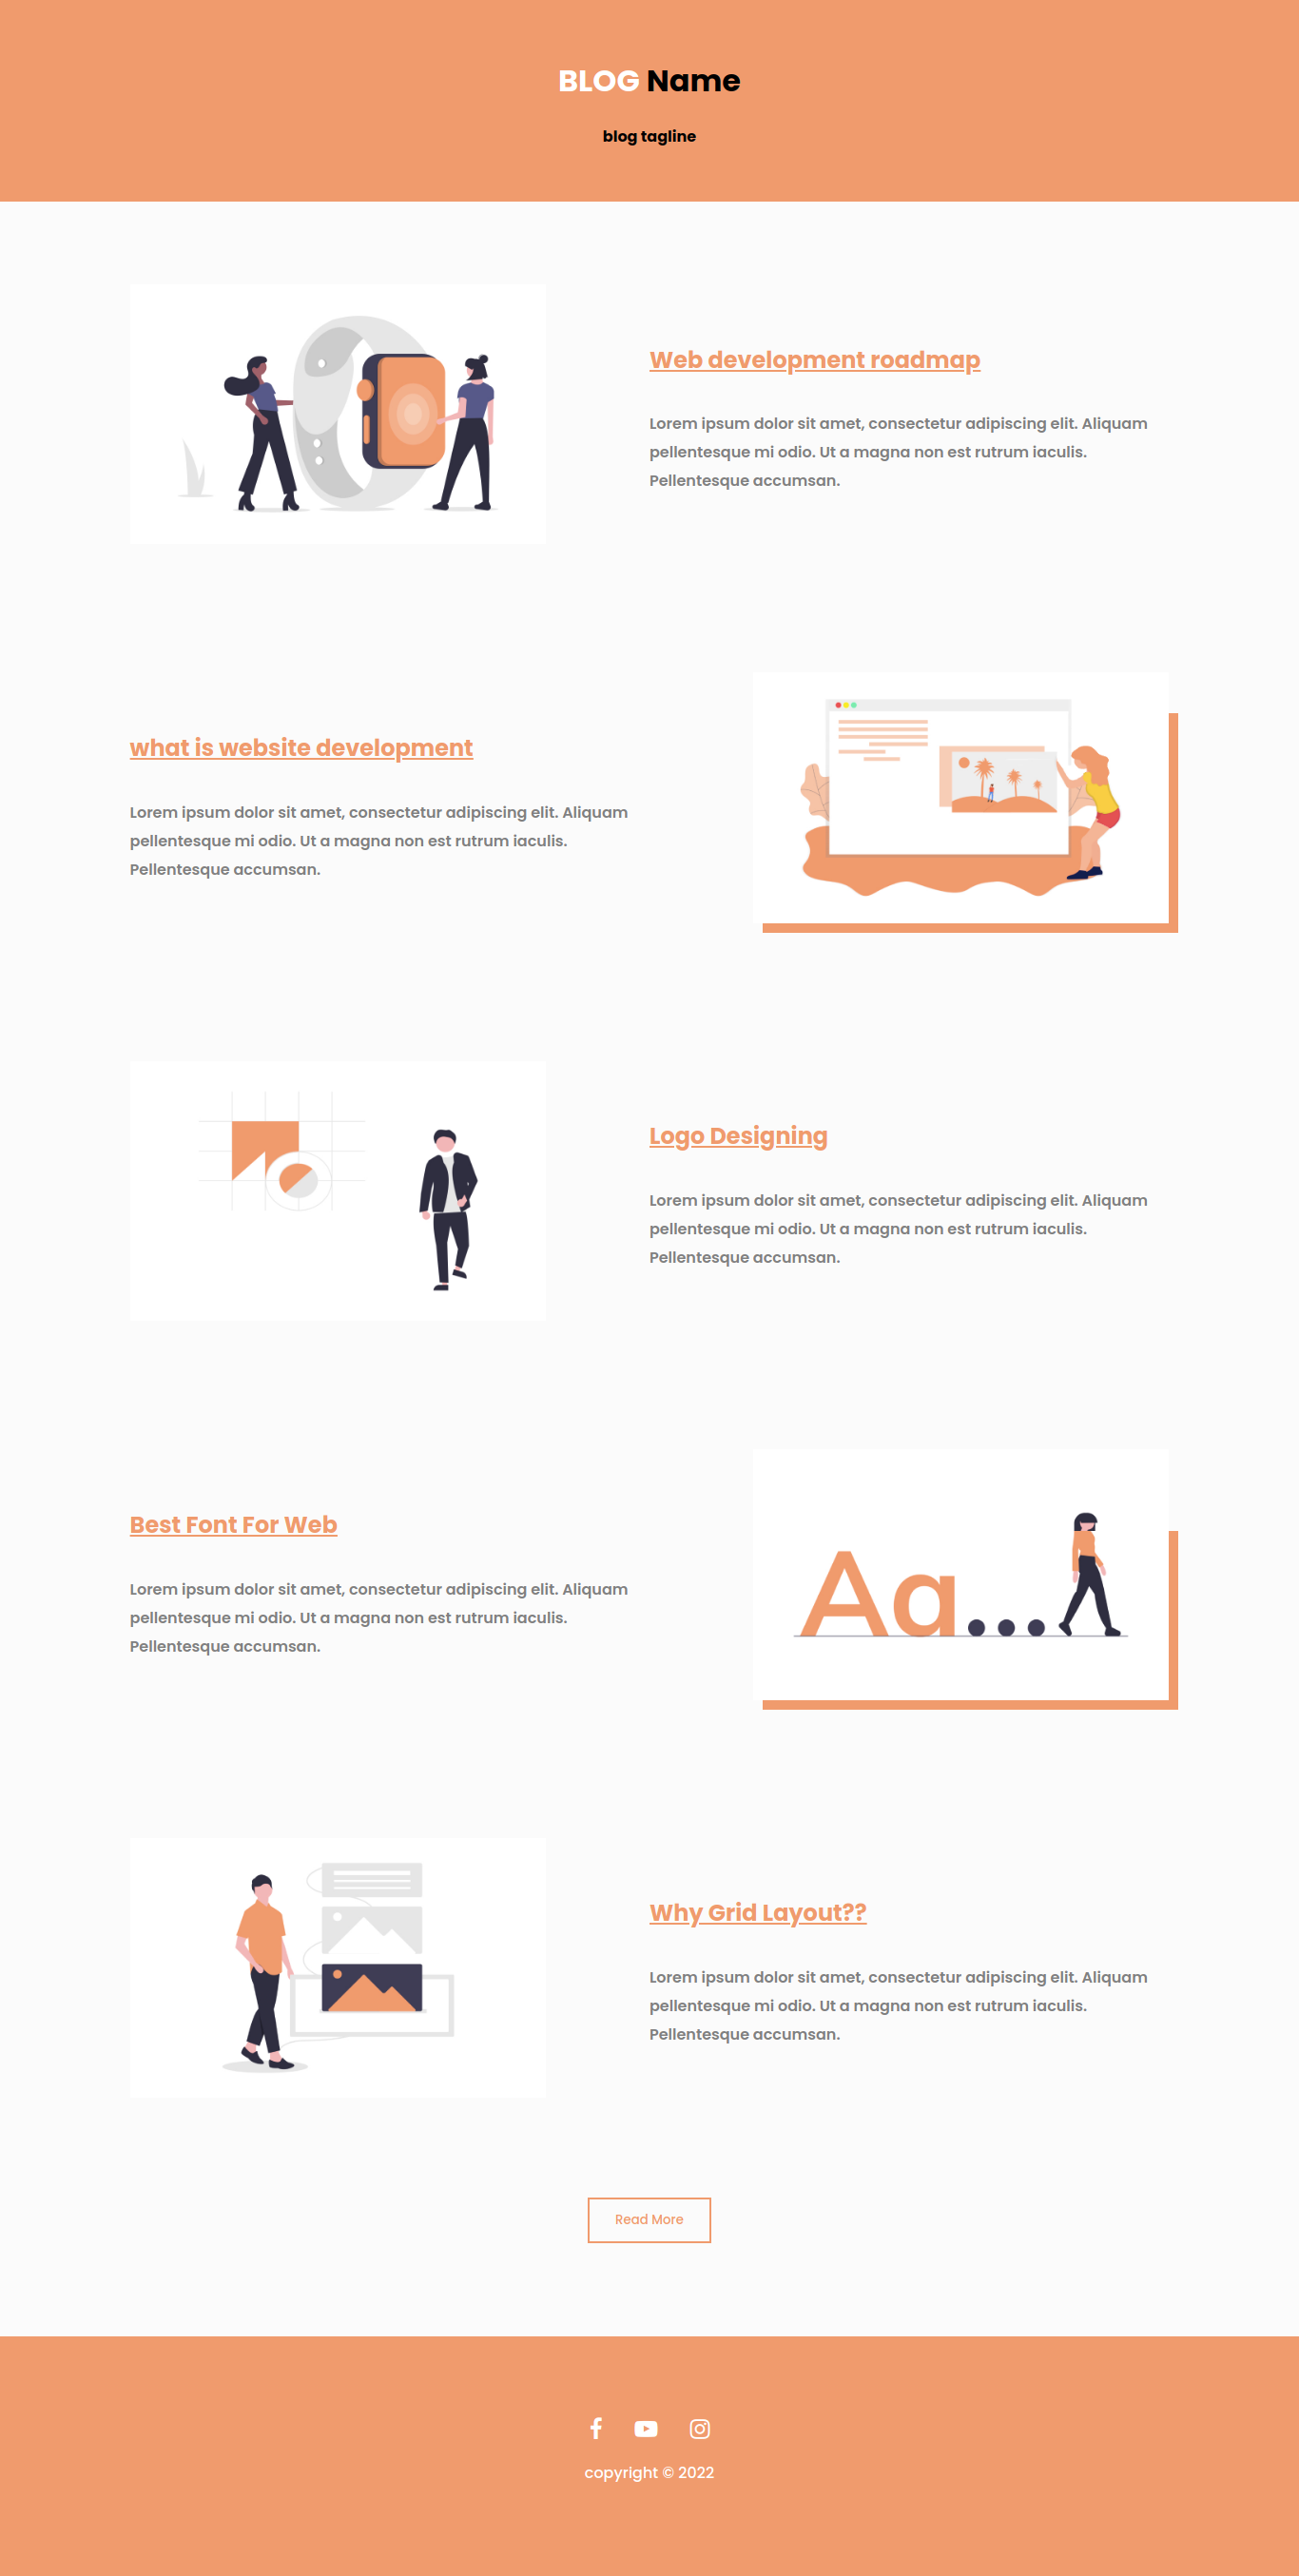 BLOG Name
blog tagline
Web development roadmap
Lorem ipsum dolor sit amet, consectetur adipiscing elit. Aliquam
pellentesque mi odio. Ut a magna non est rutrum iaculis.
Pellentesque accumsan.
what is website development
Lorem ipsum dolor sit amet, consectetur adipiscing elit. Aliquam
pellentesque mi odio. Ut a magna non est rutrum iaculis.
Pellentesque accumsan.
Logo Designing
Lorem ipsum dolor sit amet, consectetur adipiscing elit. Aliquam
pellentesque mi odio. Ut a magna non est rutrum iaculis.
Pellentesque accumsan.
Best Font For Web
Lorem ipsum dolor sit amet, consectetur adipiscing elit. Aliquam
pellentesque mi odio. Ut a magna non est rutrum iaculis.
Pellentesque accumsan.
Aa...
Why Grid Layout??
Lorem ipsum dolor sit amet, consectetur adipiscing elit. Aliquam
pellentesque mi odio. Ut a magna non est rutrum iaculis.
Pellentesque accumsan.
Read More
copyright © 2022